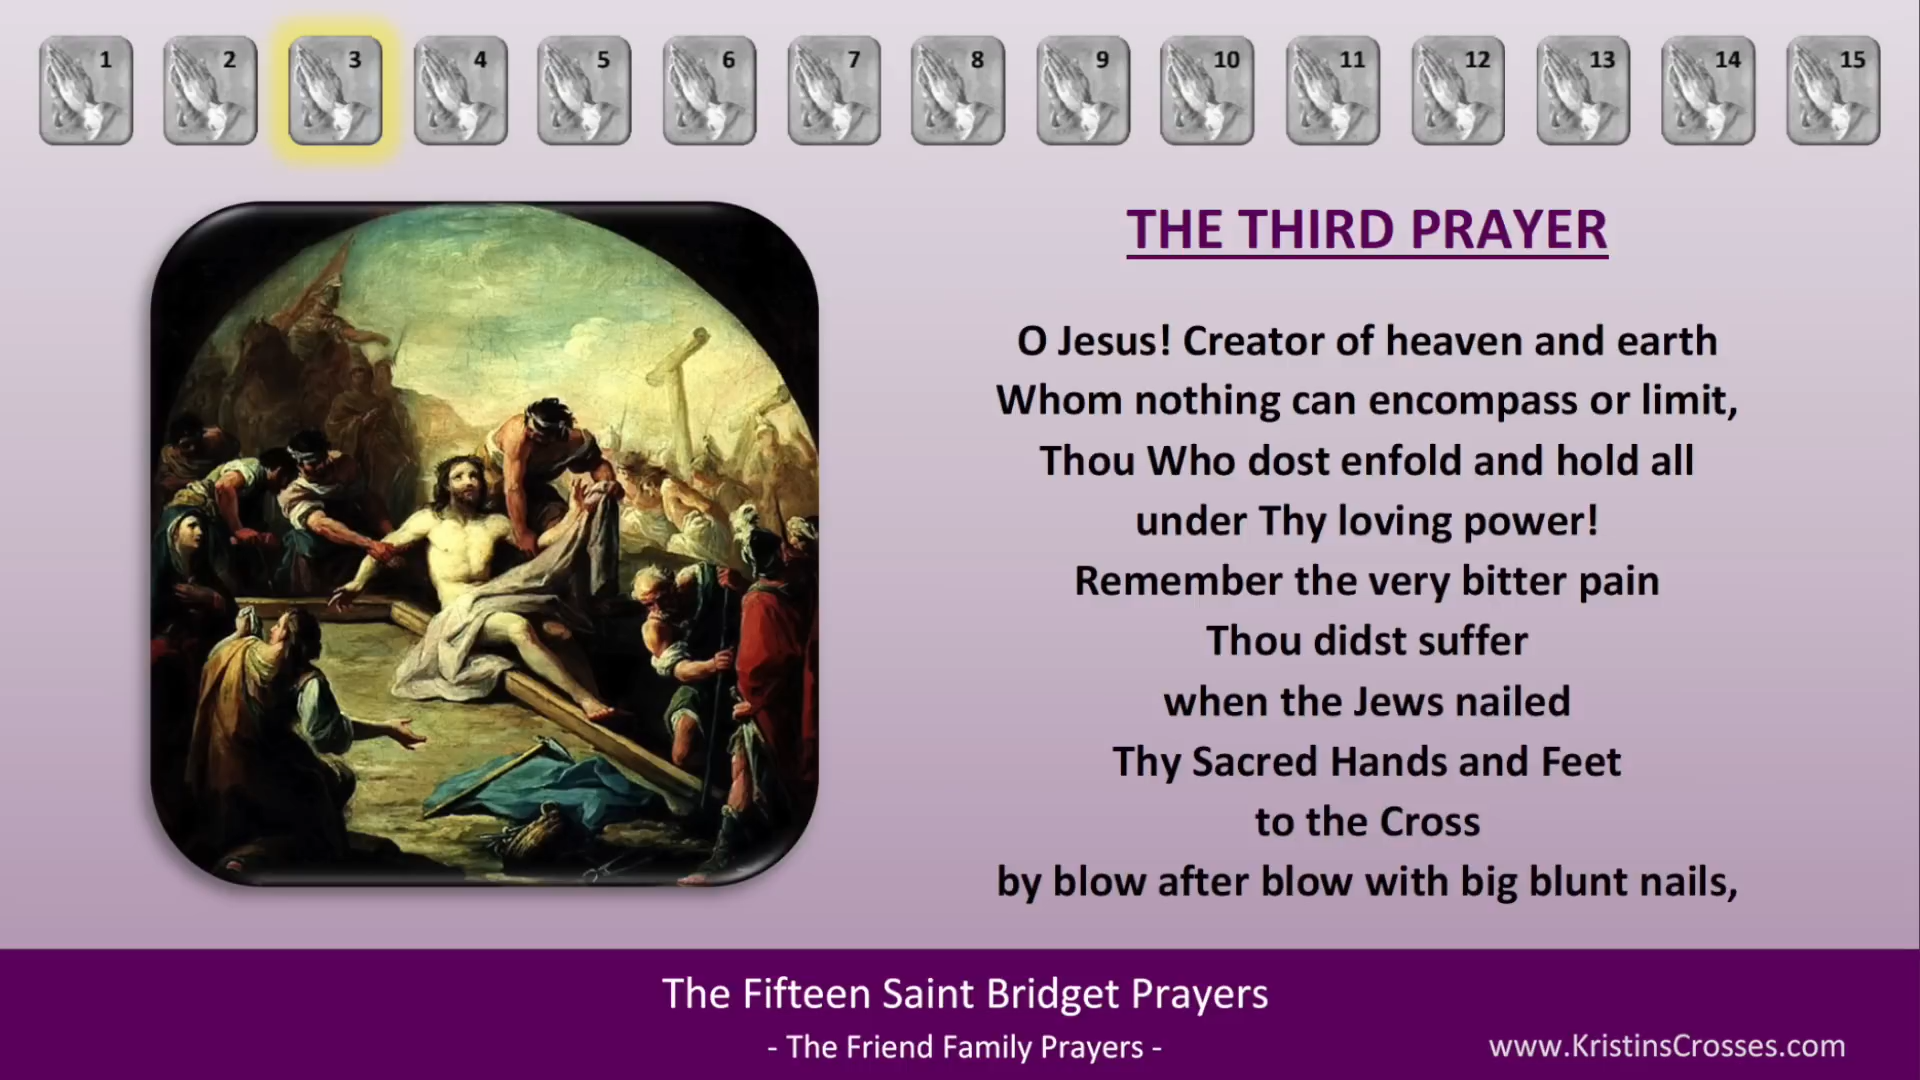 1 2 3 4 5 6 7 8 9 10 11 12 13 14 15
THE THIRD PRAYER
O Jesus! Creator of heaven and earth
Whom nothing can encompass or limit,
Thou Who dost enfold and hold all
under Thy loving power!
Remember the very bitter pain
Thou didst suffer
when the Jews nailed
Thy Sacred Hands and Feet
to the Cross
by blow after blow with big blunt nails,
The Fifteen Saint Bridget Prayers
- The Friend Family Prayers -
www.KristinsCrosses.com